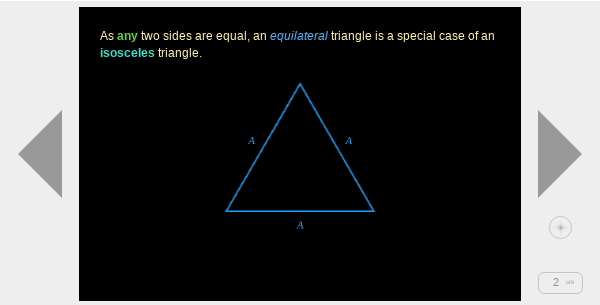 As any two sides are equal, an equilateral triangle is a special case of an
isosceles triangle.
A
A
A
2